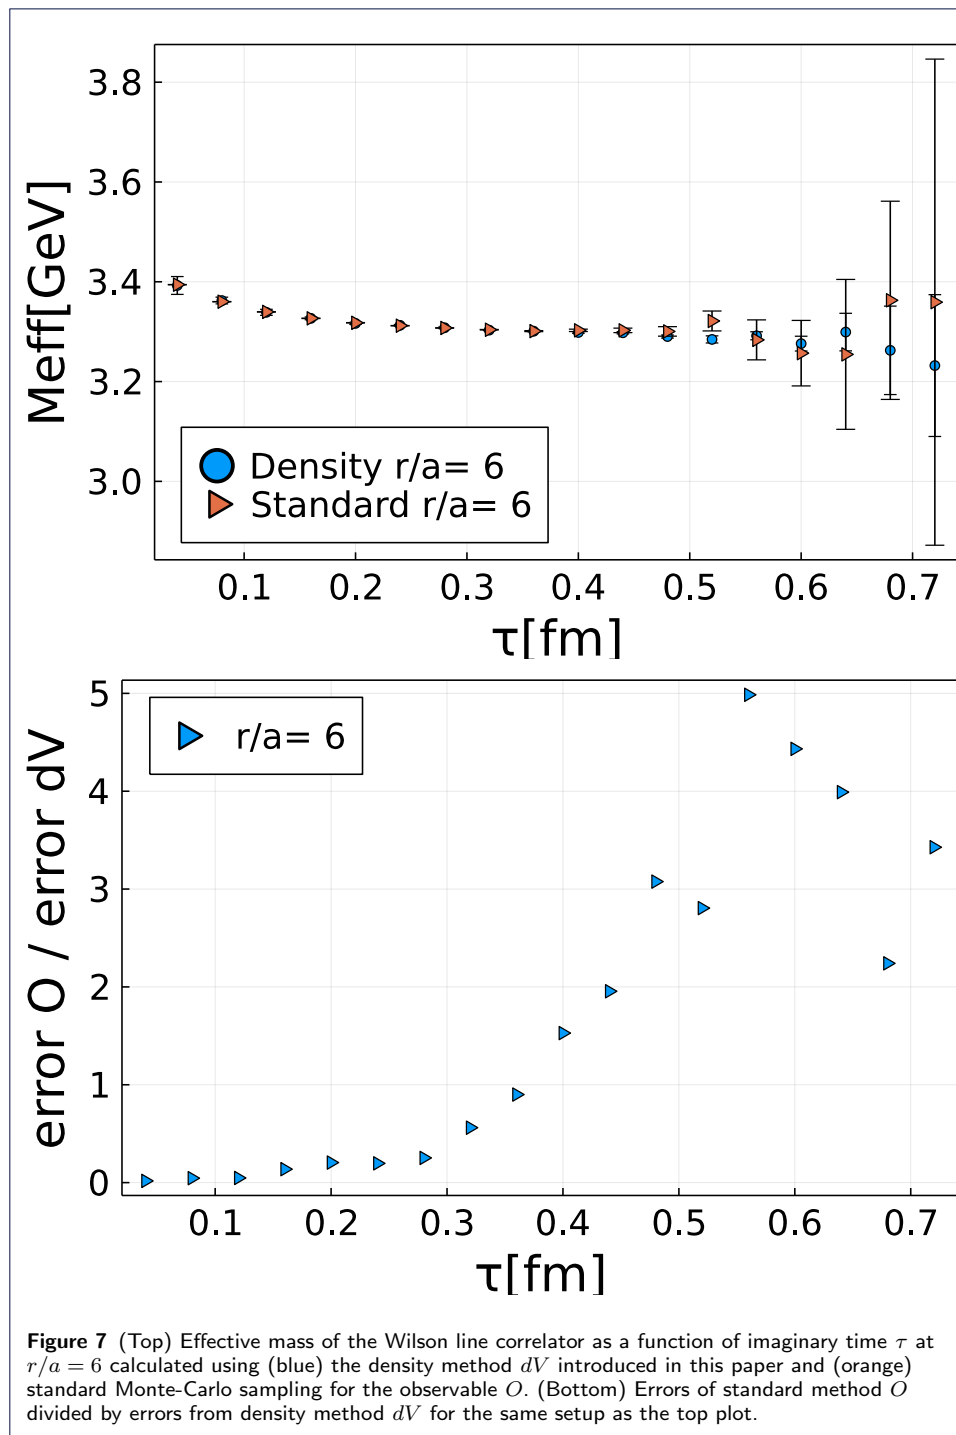 3.8
3.6
3.4
3.2
3.0
Meff[GeV]
Density r/a= 6
Standard r/a= 6
0.1 0.2 0.3 0.4 0.5 0.6 0.7
τ[fm]
5
4
3
2
1
0
error O / error dV
r/a= 6
0.1 0.2 0.3 0.4 0.5 0.6 0.7
τ[fm]
Figure 7 (Top) Effective mass of the Wilson line correlator as a function of imaginary time τ at
r/a = 6 calculated using (blue) the density method dV introduced in this paper and (orange)
standard Monte-Carlo sampling for the observable O. (Bottom) Errors of standard method O
divided by errors from density method dV for the same setup as the top plot.